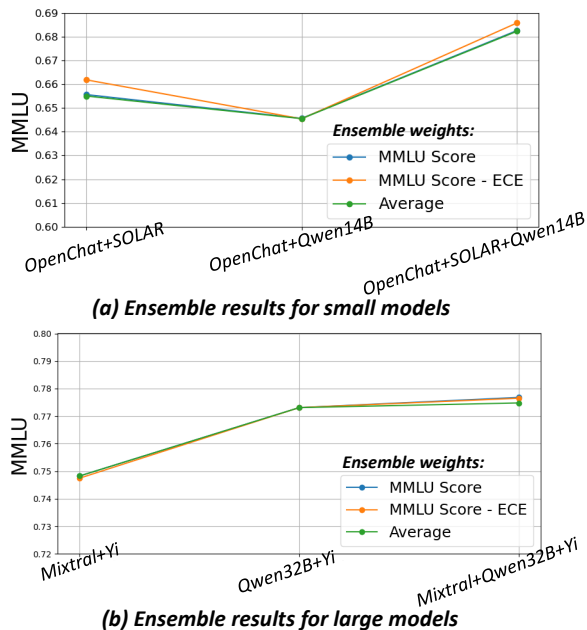 0.69
0.68
0.67
0.66
0.65
0.64
0.63
0.62
0.61
0.60
MMLU
Ensemble weights:
MMLU Score
MMLU Score - ECE
Average
OpenChat+SOLAR
OpenChat+Qwen14B
OpenChat+SOLAR+Qwen14B
(a) Ensemble results for small models
0.80
0.79
0.78
0.77
0.76
0.75
0.74
0.73
0.72
MMLU
Ensemble weights:
MMLU Score
MMLU Score - ECE
Average
Mixtral+Yi
Qwen32B+Yi
Mixtral+Qwen32B+Yi
(b) Ensemble results for large models